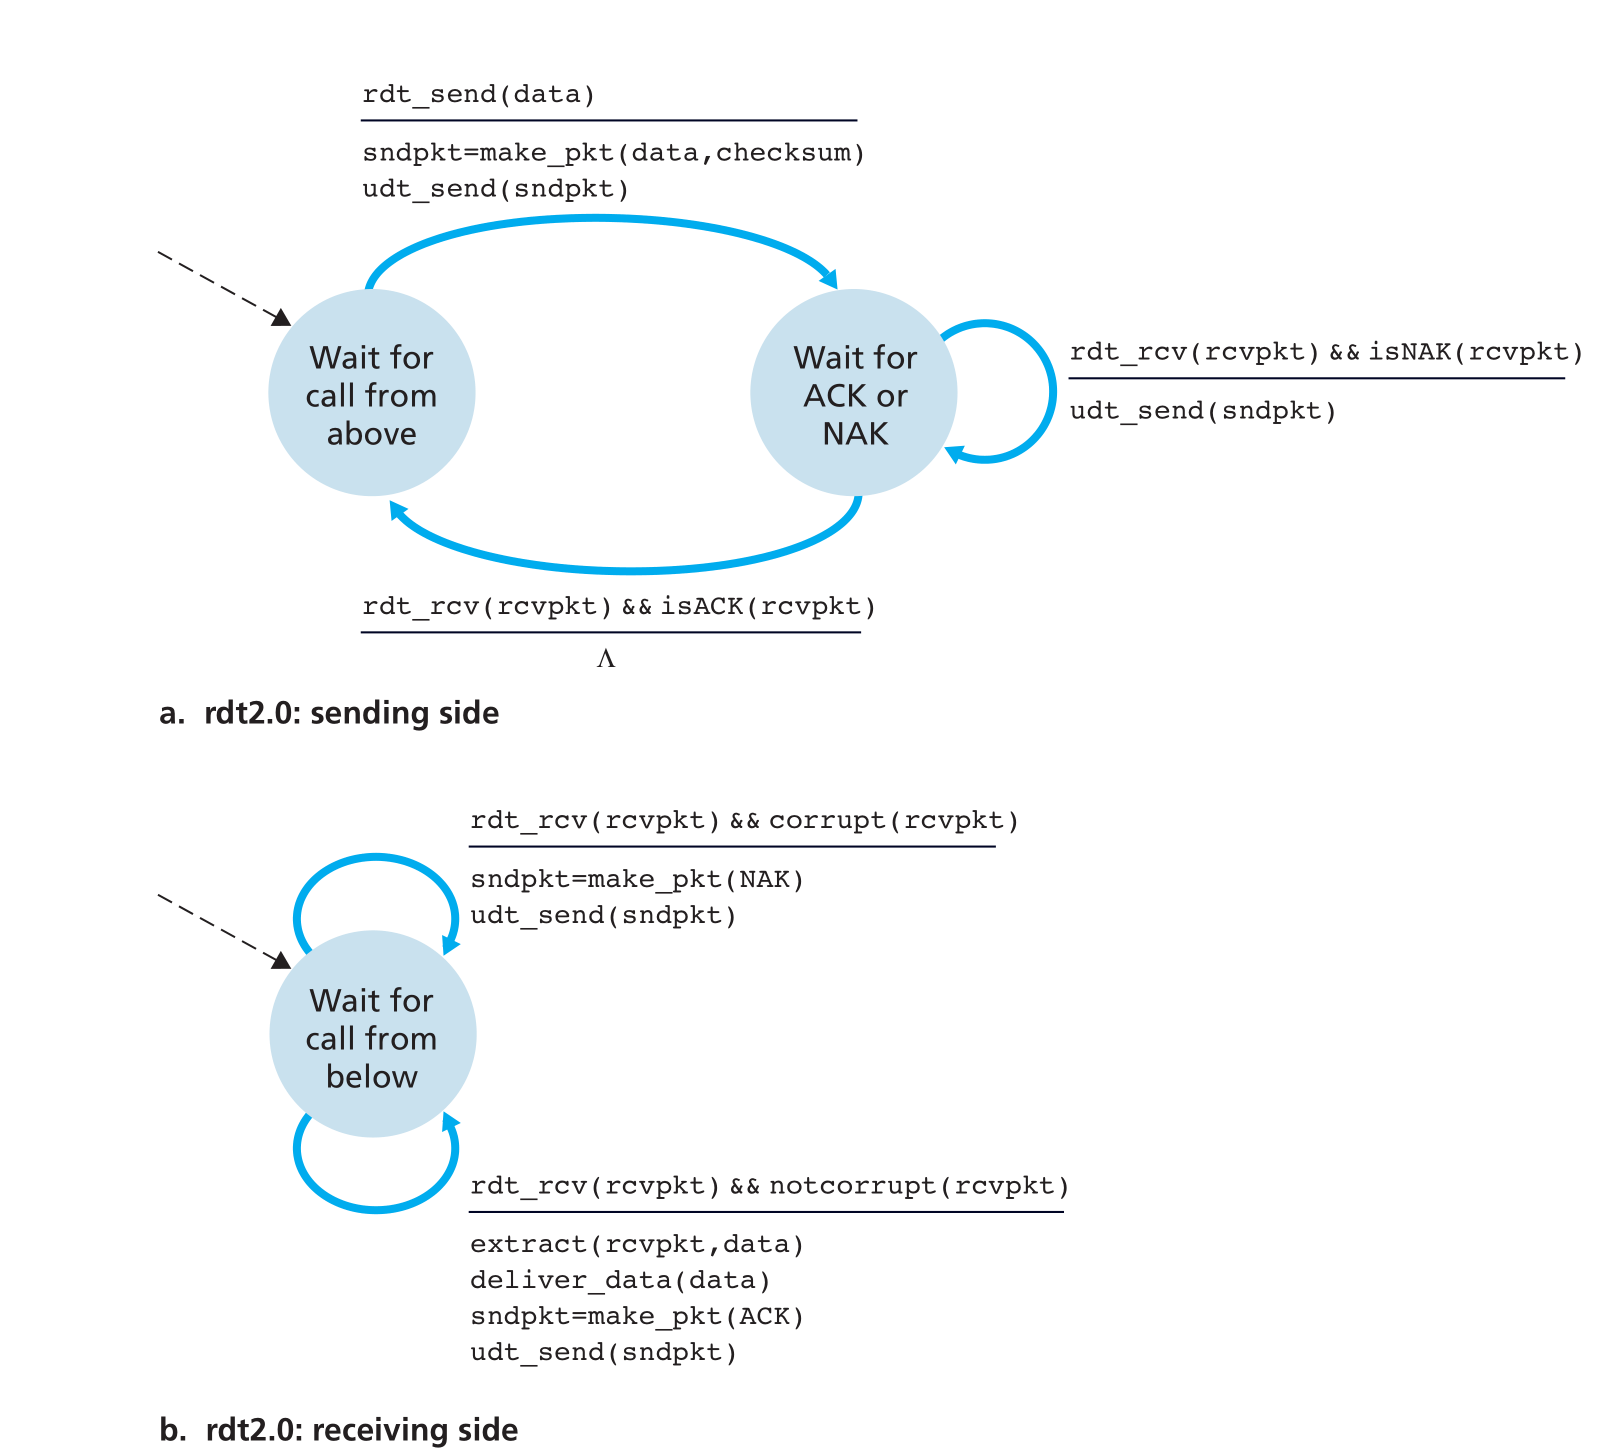 rdt_send(data)
sndpkt=make_pkt(data,checksum)
udt_send(sndpkt)
Wait for
call from
above
Wait for
ACK or
NAK
rdt_rcv(rcvpkt) && isNAK(rcvpkt)
udt_send(sndpkt)
rdt_rcv(rcvpkt) && isACK(rcvpkt)
Λ
a. rdt2.0: sending side
rdt_rcv(rcvpkt) && corrupt(rcvpkt)
sndpkt=make_pkt(NAK)
udt_send(sndpkt)
Wait for
call from
below
rdt_rcv(rcvpkt) && notcorrupt(rcvpkt)
extract(rcvpkt,data)
deliver_data(data)
sndpkt=make_pkt(ACK)
udt_send(sndpkt)
b. rdt2.0: receiving side